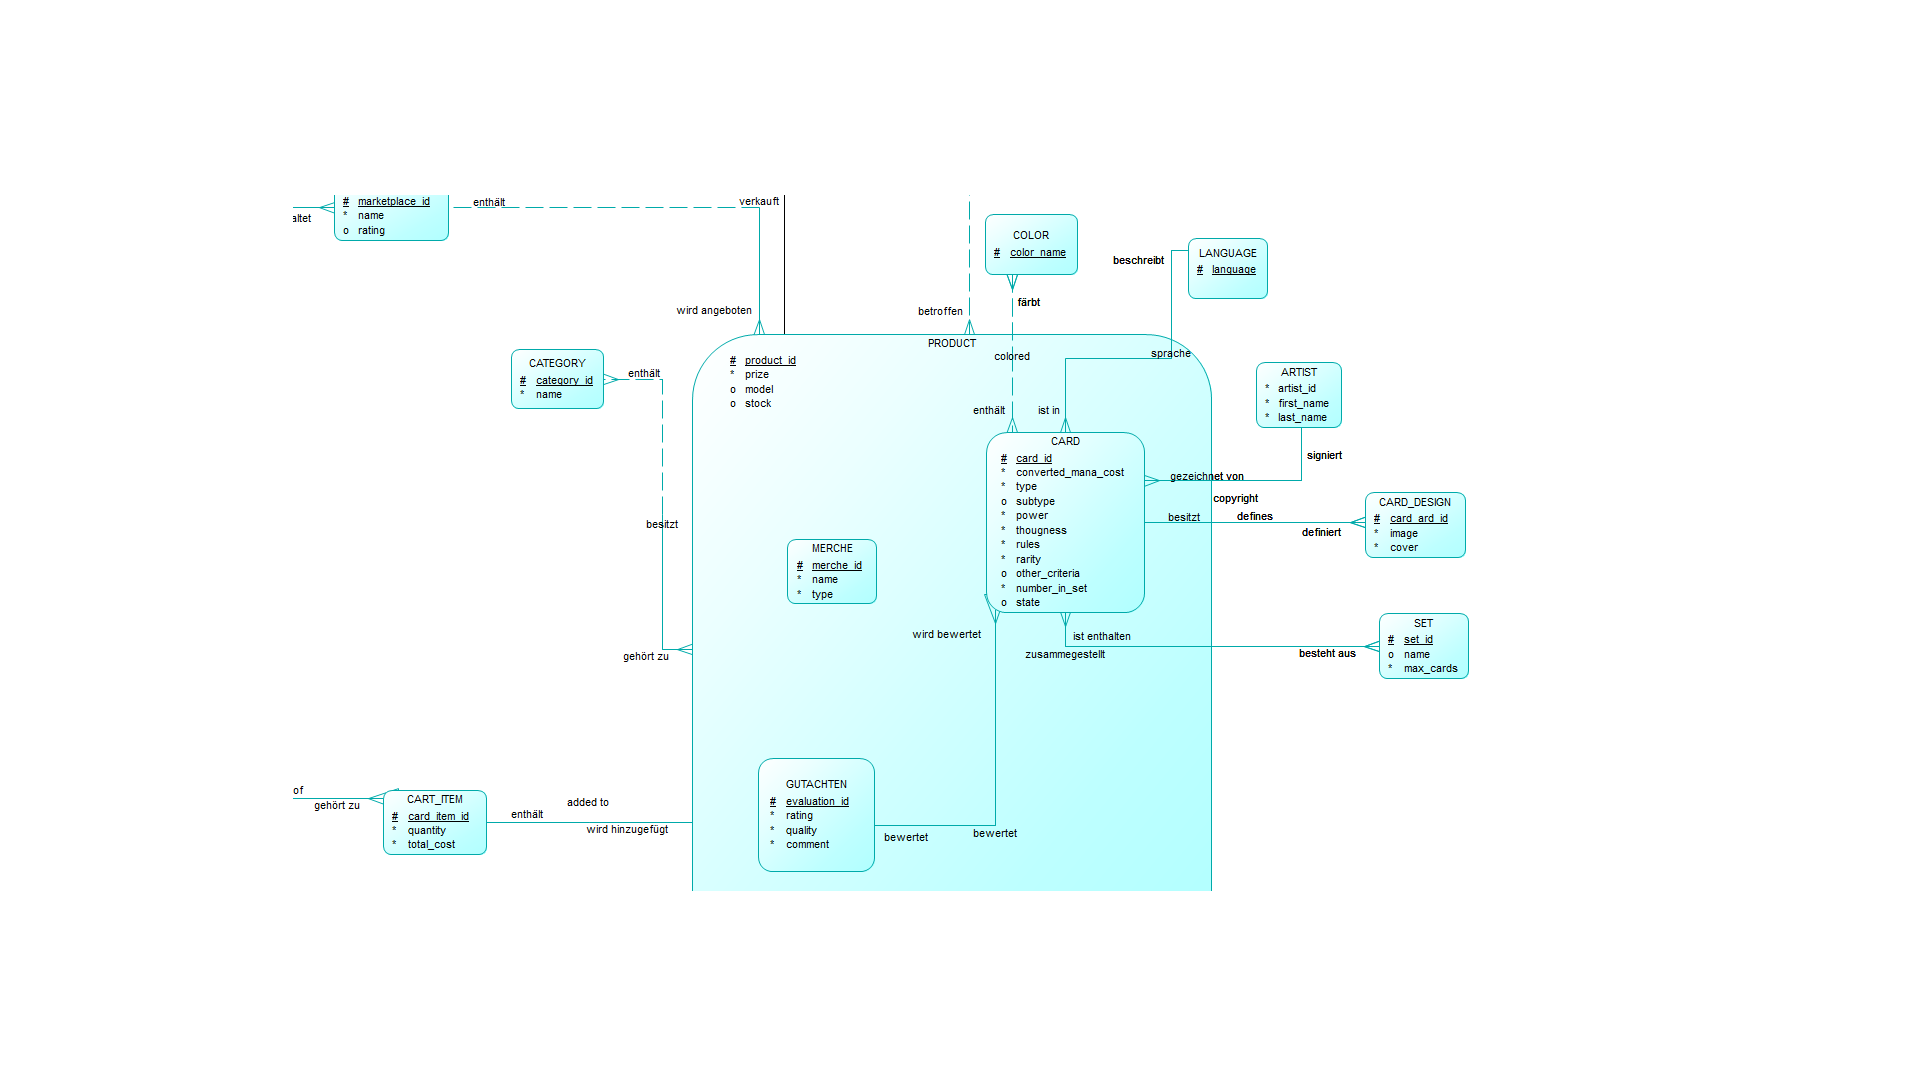 # marketplace_id
* name
o rating
altet
enthält
verkauft
wird angeboten
betroffen
COLOR
# color_name
färbt
colored
enthält
beschreibt
LANGUAGE
# language
sprache
ist in
CATEGORY
# category_id
* name
enthält
besitzt
gehört zu
PRODUCT
# product_id
* prize
o model
o stock
ARTIST
* artist_id
* first_name
* last_name
signiert
gezeichnet von
copyright
CARD
# card_id
* converted_mana_cost
* type
o subtype
* power
* thougness
* rules
* rarity
o other_criteria
* number_in_set
o state
besitzt
defines
definiert
CARD_DESIGN
# card_ard_id
* image
* cover
MERCHE
# merche_id
* name
* type
wird bewertet
ist enthalten
zusammegestellt
besteht aus
SET
# set_id
o name
* max_cards
of
gehört zu
CART_ITEM
# card_item_id
* quantity
* total_cost
enthält
added to
wird hinzugefügt
GUTACHTEN
# evaluation_id
* rating
* quality
* comment
bewertet
bewertet